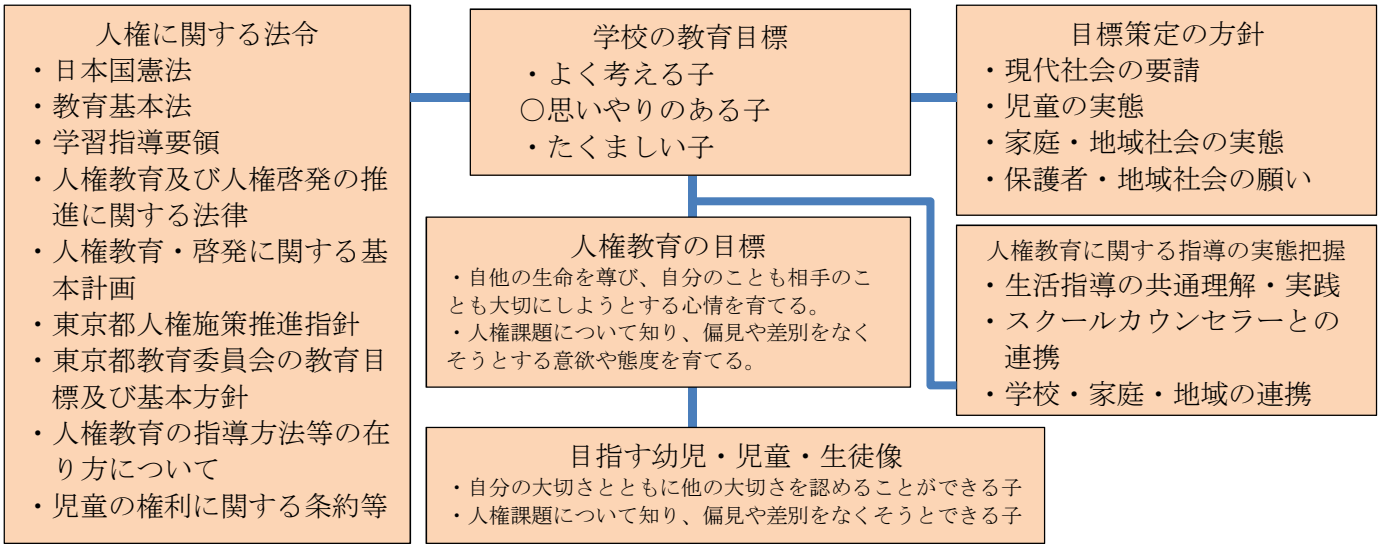 人権に関する法令
・日本国憲法
・教育基本法
・学習指導要領
・人権教育及び人権啓発の推
進に関する法律
・人権教育・啓発に関する基
本計画
・東京都人権施策推進指針
・東京都教育委員会の教育目
標及び基本方針
・人権教育の指導方法等の在
り方について
・児童の権利に関する条約等
学校の教育目標
・よく考える子
○思いやりのある子
・たくましい子
目標策定の方針
・現代社会の要請
・児童の実態
・家庭・地域社会の実態
・保護者・地域社会の願い
人権教育の目標
・自他の生命を尊び、自分のことも相手のこ
とも大切にしようとする心情を育てる。
・人権課題について知り、偏見や差別をなく
そうとする意欲や態度を育てる。
人権教育に関する指導の実態把握
・生活指導の共通理解・実践
・スクールカウンセラーとの
連携
・学校・家庭・地域の連携
目指す幼児・児童・生徒像
・自分の大切さとともに他の大切さを認めることができる子
・人権課題について知り、偏見や差別をなくそうとできる子